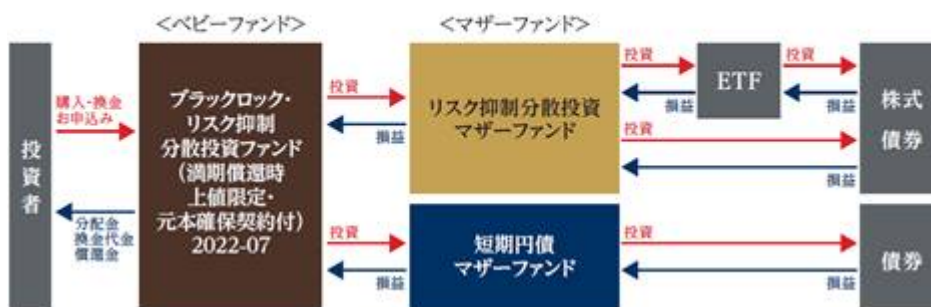 ＜ベビーファンド＞
＜マザーファンド＞
投資者
購入・換金
お申込み
分配金
換金代金
償還金
ブラックロック・
リスク抑制
分散投資ファンド
(満期償還時
上値限定・
元本確保契約付)
2022-07
投資
損益
投資
損益
リスク抑制分散投資
マザーファンド
短期円債
マザーファンド
投資
損益
ETF
投資
損益
投資
損益
株式
債券
投資
損益
債券